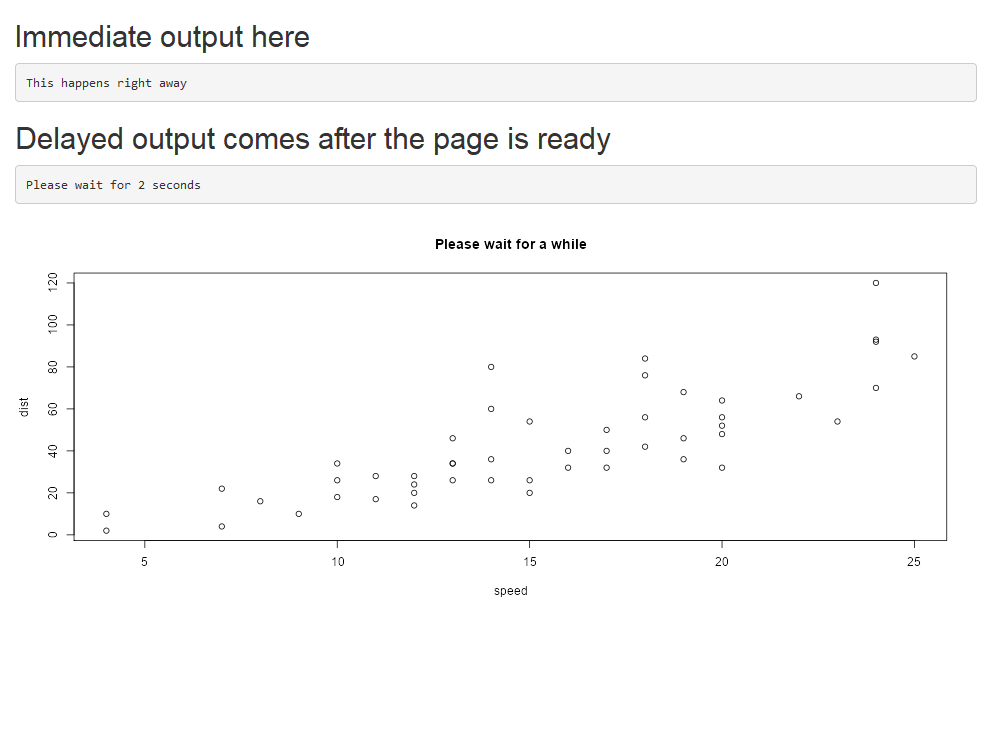 Immediate output here
This happens right away
Delayed output comes after the page is ready
Please wait for 2 seconds
Please wait for a while
120
100
80
60
40
20
0
dist
5 10 15 20 25
speed